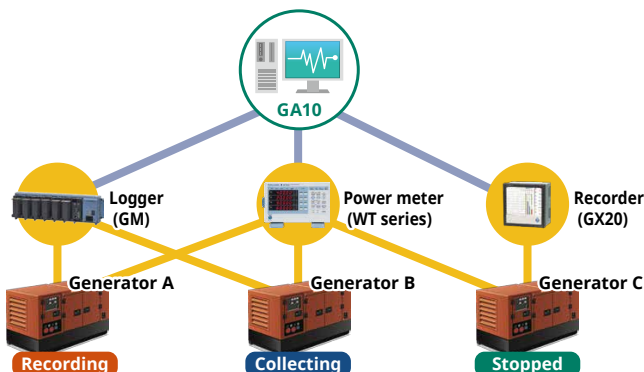 GA10
Logger
(GM)
Power meter
(WT series)
Recorder
(GX20)
Generator A
Generator B
Generator C
Recording
Collecting
Stopped